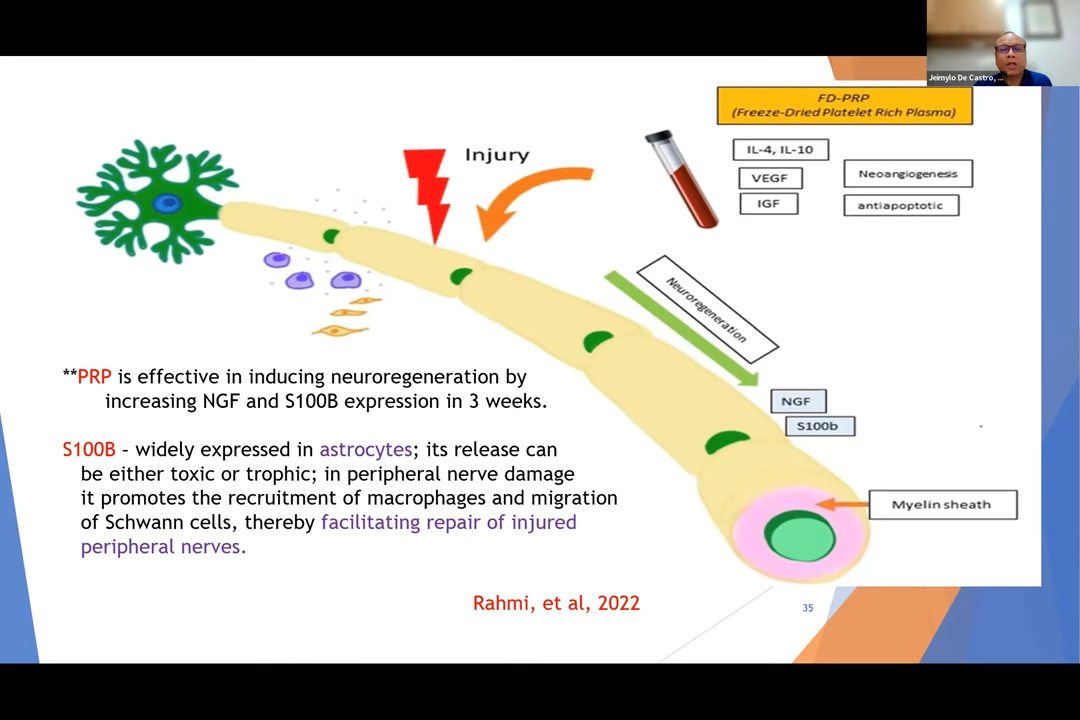 Jeimylo De Castro, ...
FD-PRP
(Freeze-Dried Platelet Rich Plasma)
Injury
IL-4, IL-10
VEGF
IGF
Neoangiogenesis
antiapoptotic
Neuroregeneration
**PRP is effective in inducing neuroregeneration by
increasing NGF and S100B expression in 3 weeks.
NGF
S100b
S100B – widely expressed in astrocytes; its release can
be either toxic or trophic; in peripheral nerve damage
it promotes the recruitment of macrophages and migration
of Schwann cells, thereby facilitating repair of injured
peripheral nerves.
Myelin sheath
Rahmi, et al, 2022
35